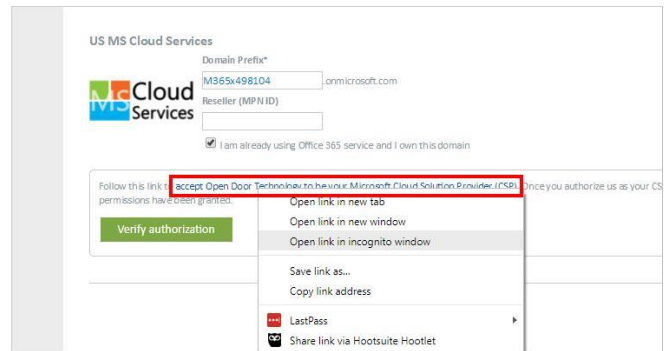 US MS Cloud Services
Domain Prefix*
M365x498104 .onmicrosoft.com
MS Cloud Services
Reseller (MPN ID)
I am already using Office 365 service and I own this domain
Follow this link to accept Open Door Technology to be your Microsoft Cloud Solution Provider (CSP). Once you authorize us as your CS
permissions have been granted.
Verify authorization
Open link in new tab
Open link in new window
Open link in incognito window
Save link as...
Copy link address
LastPass
Share link via Hootsuite Hootlet